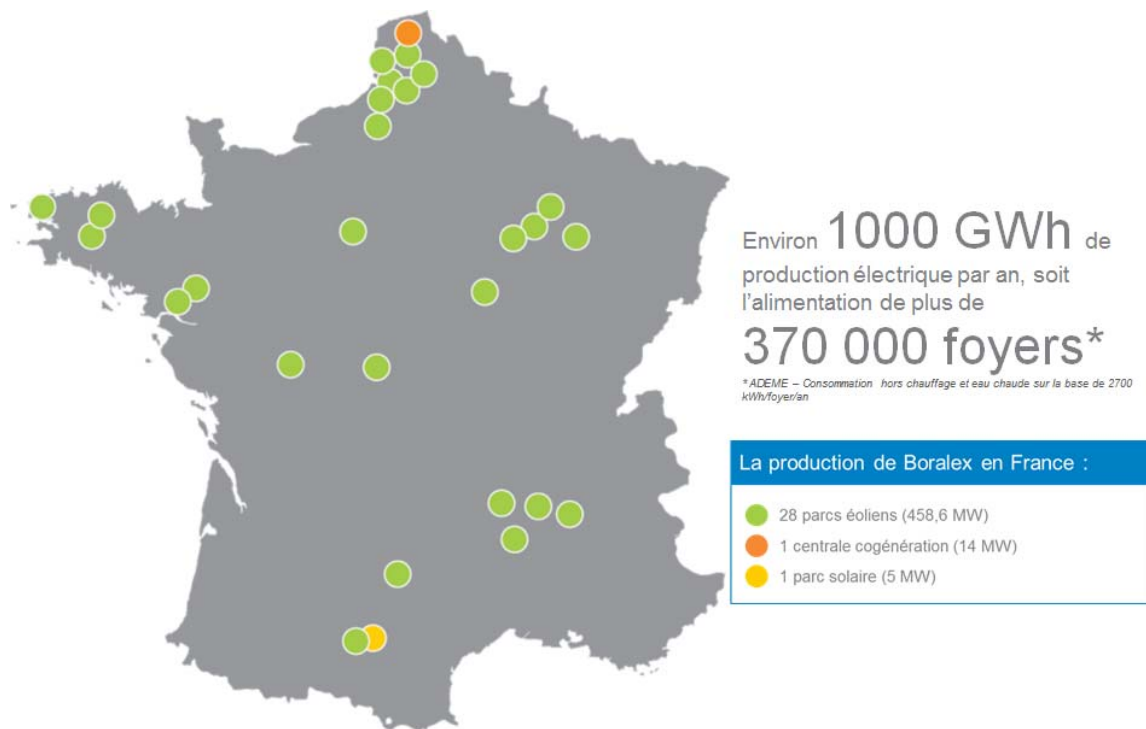 Environ 1000 GWh de
production électrique par an, soit
l'alimentation de plus de
370 000 foyers*
* ADEME – Consommation hors chauffage et eau chaude sur la base de 2700
kWh/foyer/an
La production de Boralex en France :
28 parcs éoliens (458,6 MW)
1 centrale cogénération (14 MW)
1 parc solaire (5 MW)